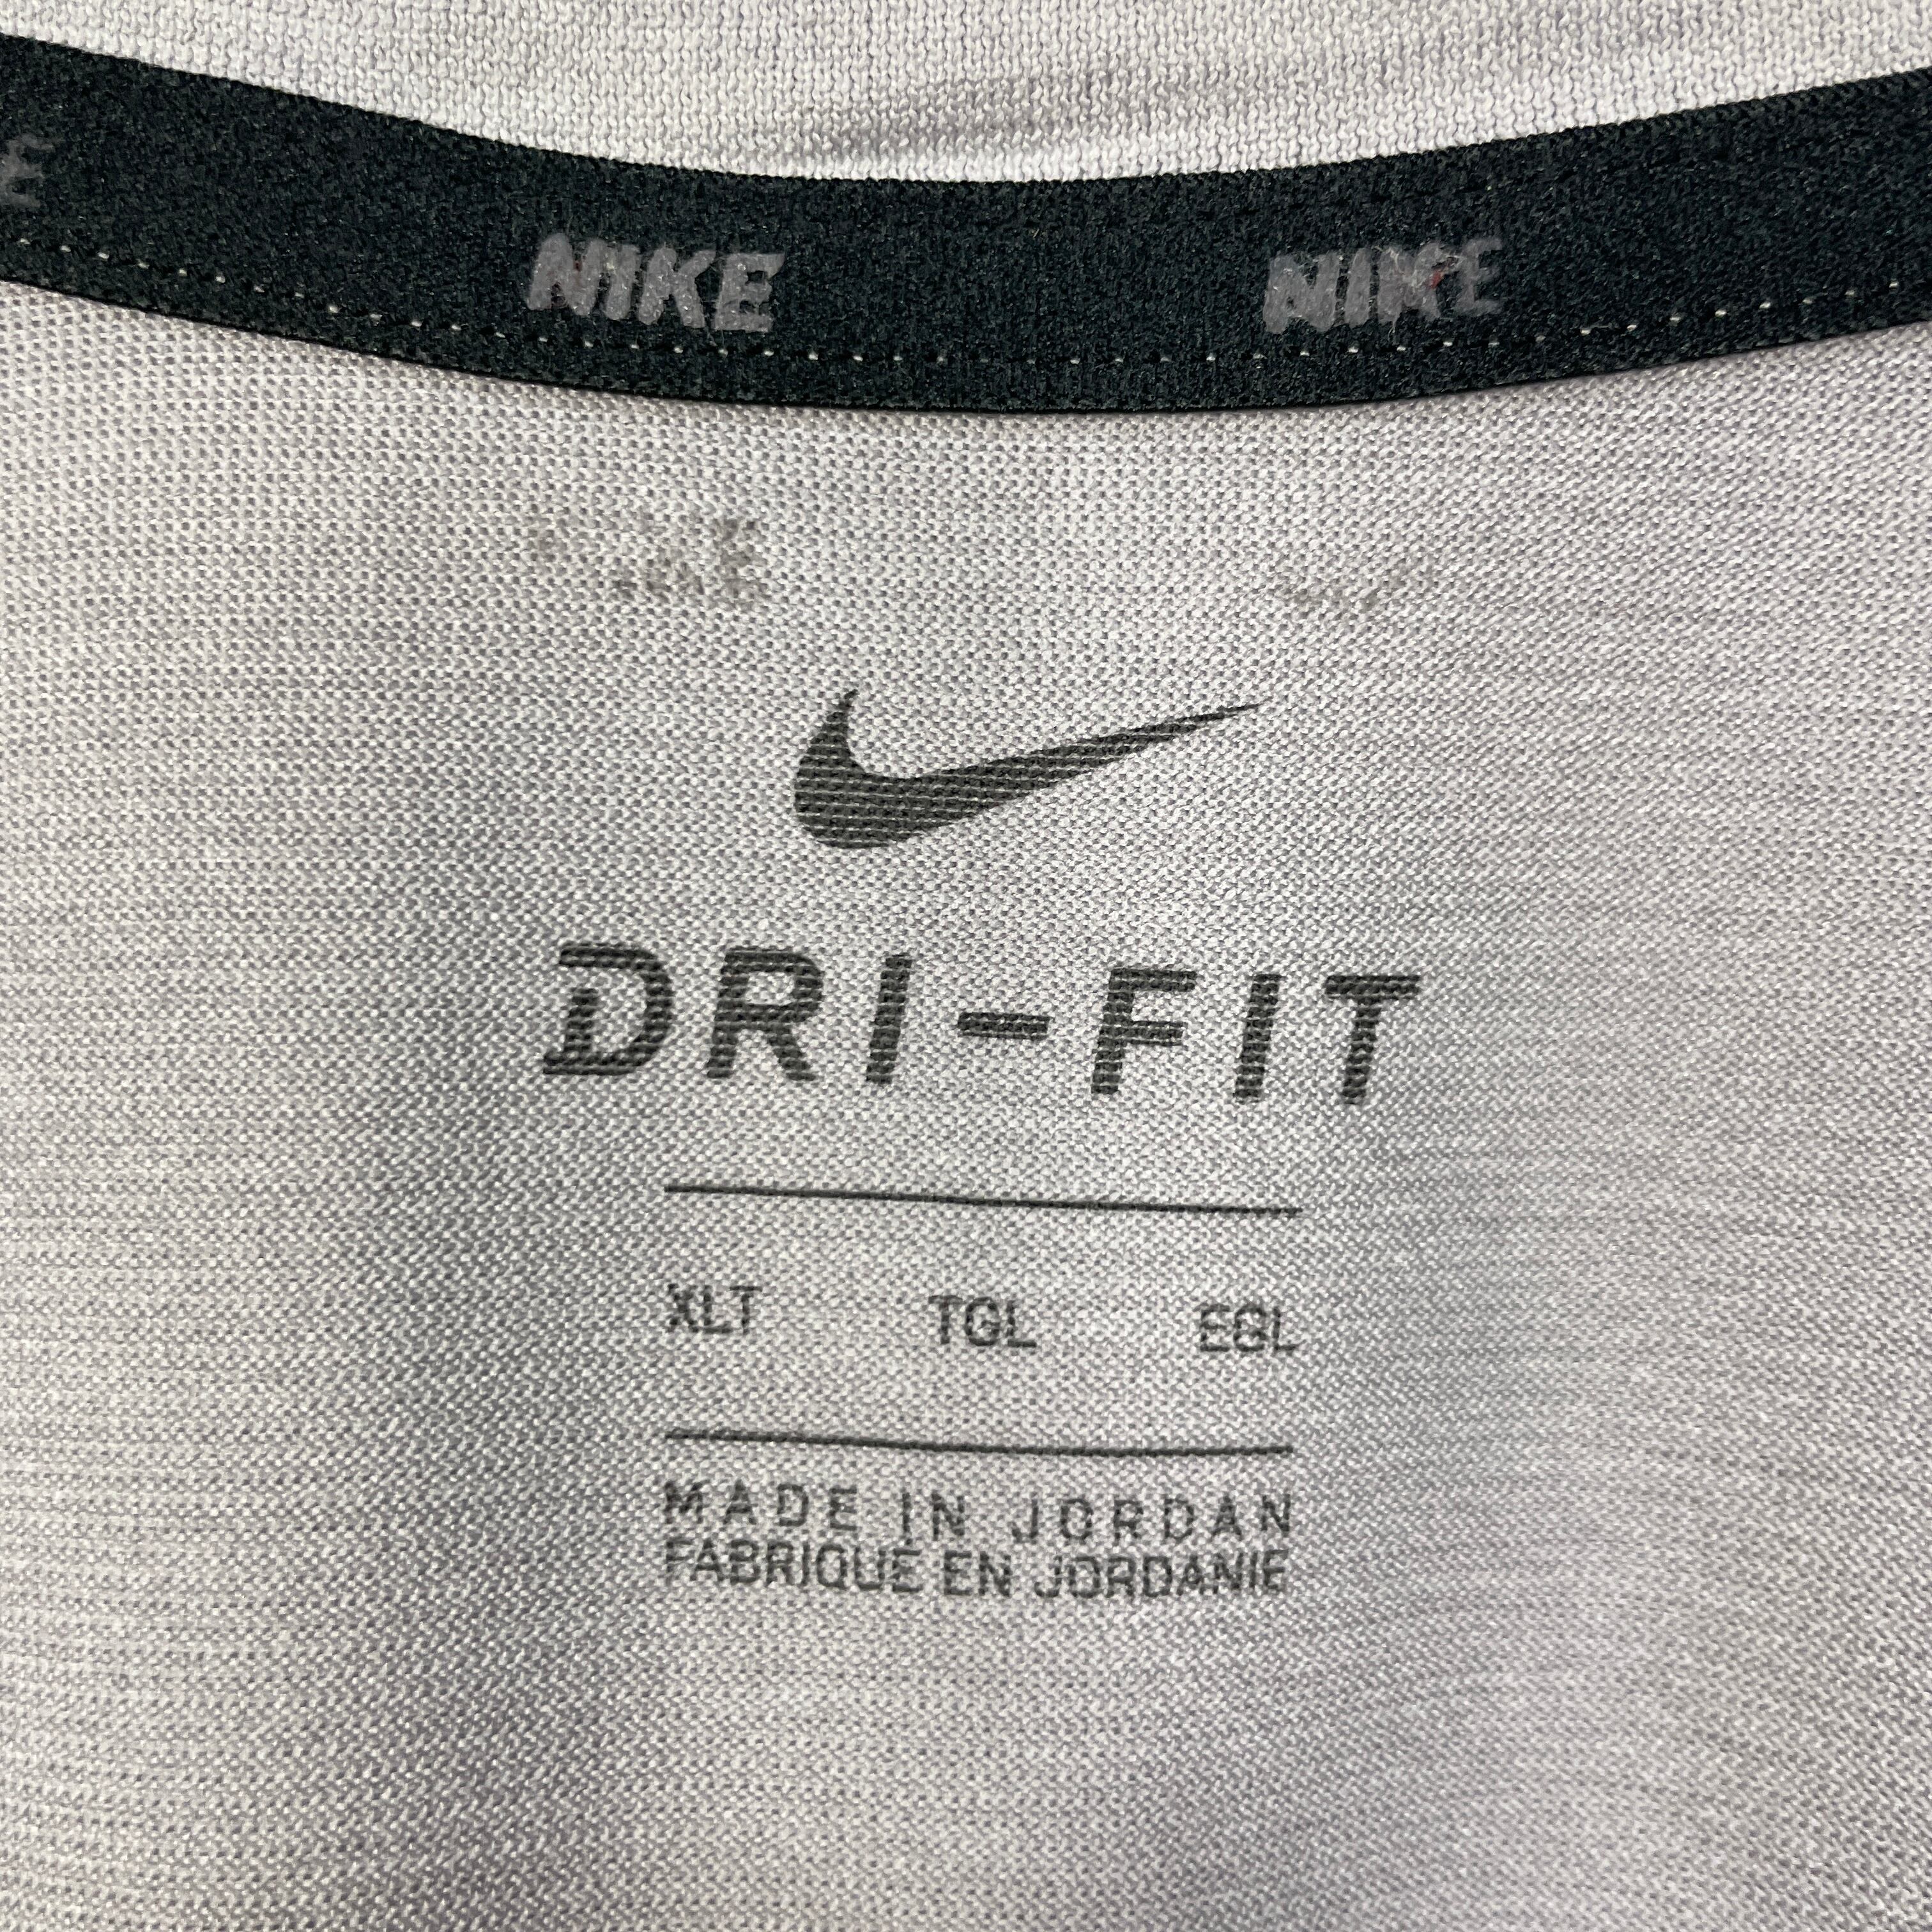 NIKE NIKE
DRI-FIT
XLT TGL EGL
MADE IN JORDAN
FABRIQUE EN JORDANIE